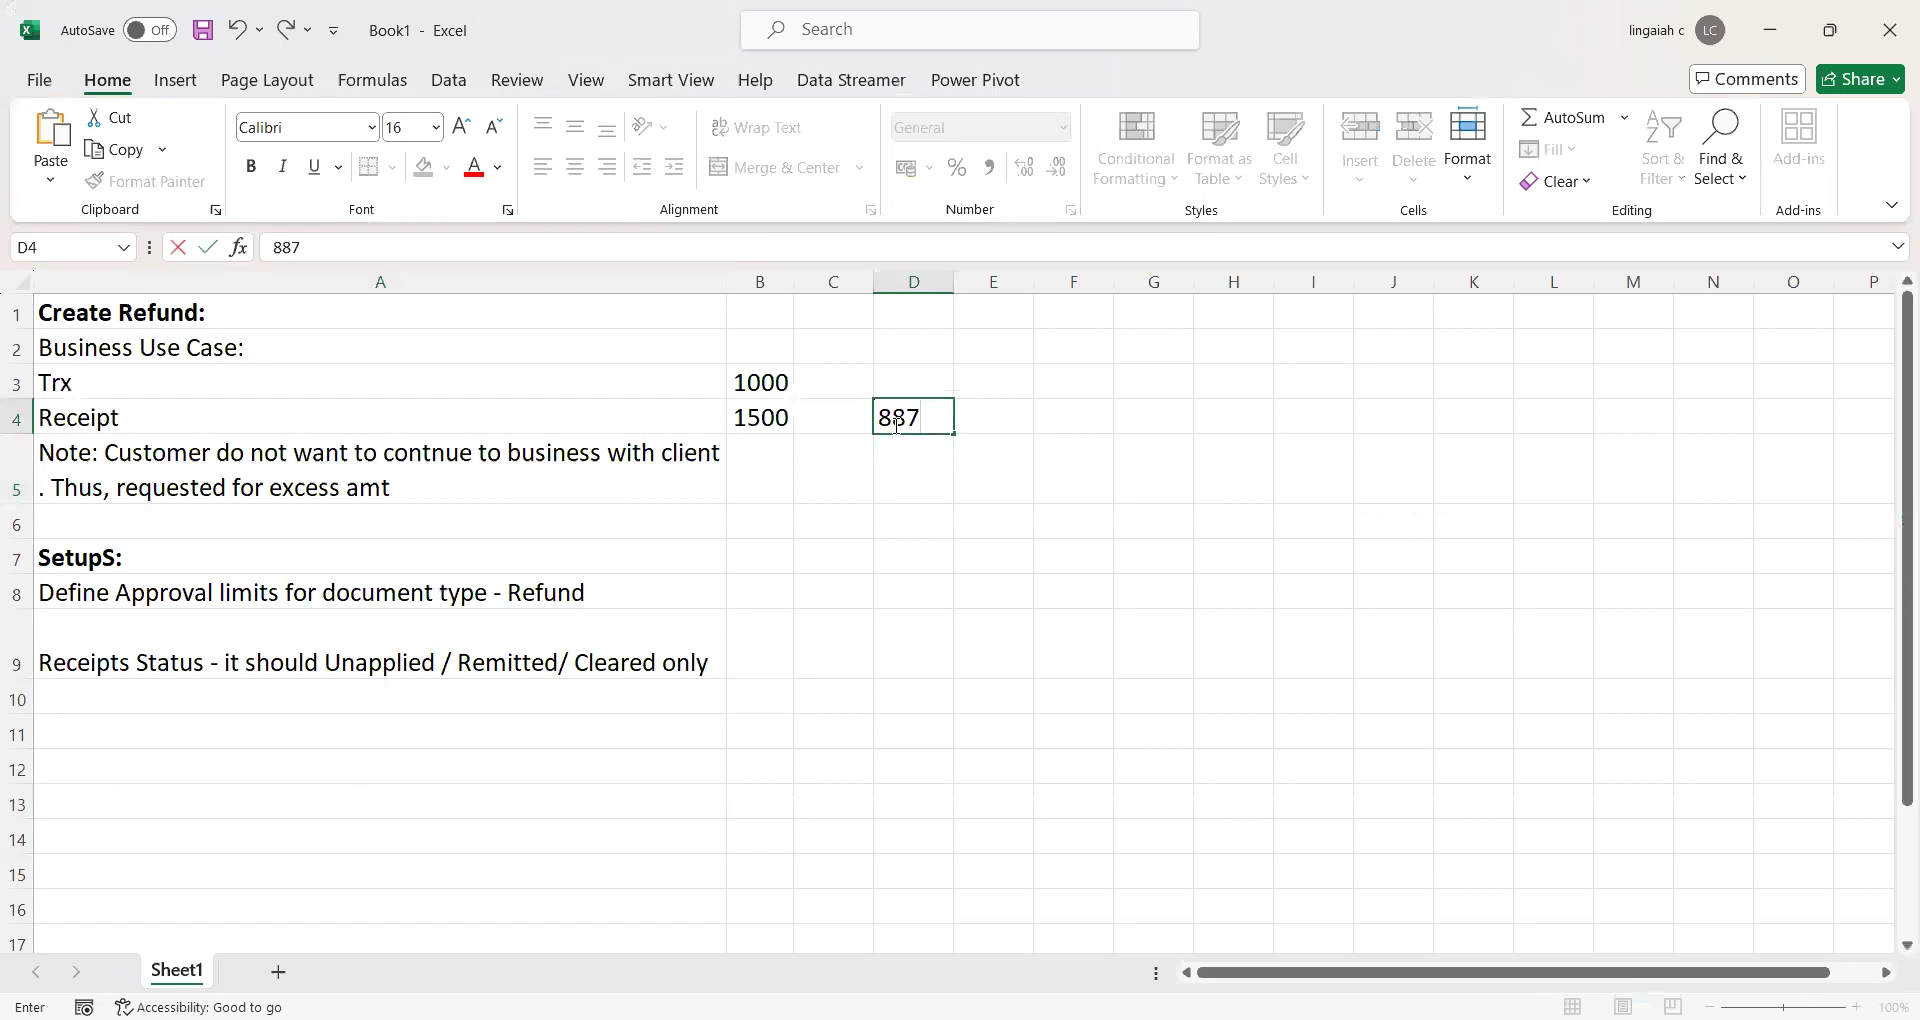 AutoSave Off Book1 - Excel Search lingaiah c LC
File Home Insert Page Layout Formulas Data Review View Smart View Help Data Streamer Power Pivot Comments Share
Paste Cut Copy Format Painter Clipboard
Calibri 16 A A B I U A Font
ab Wrap Text Merge & Center Alignment
General % , Number
Conditional Formatting Format as Table Cell Styles Styles
Insert Delete Format Cells
AutoSum Fill Clear Sort & Filter Find & Select Editing
Add-ins Add-ins
D4 fx 887
A B C D E F G H I J K L M N O P
1 Create Refund:
2 Business Use Case:
3 Trx 1000
4 Receipt 1500 887
Note: Customer do not want to contnue to business with client
5 . Thus, requested for excess amt
6
7 SetupS:
8 Define Approval limits for document type - Refund
9 Receipts Status - it should Unapplied / Remitted/ Cleared only
10
11
12
13
14
15
16
17
Sheet1
Enter Accessibility: Good to go 100%